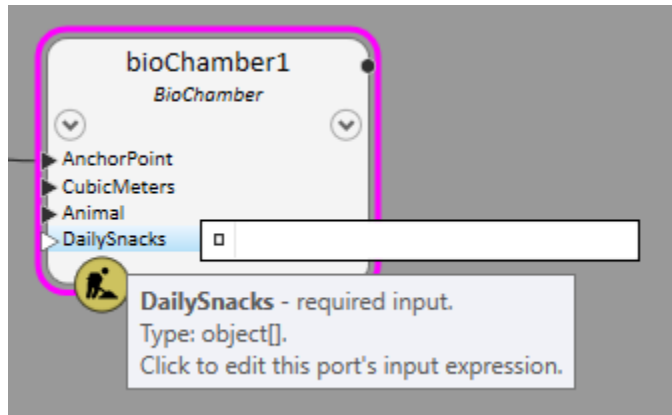 bioChamber1
BioChamber
AnchorPoint
CubicMeters
Animal
DailySnacks
DailySnacks - required input.
Type: object[].
Click to edit this port's input expression.